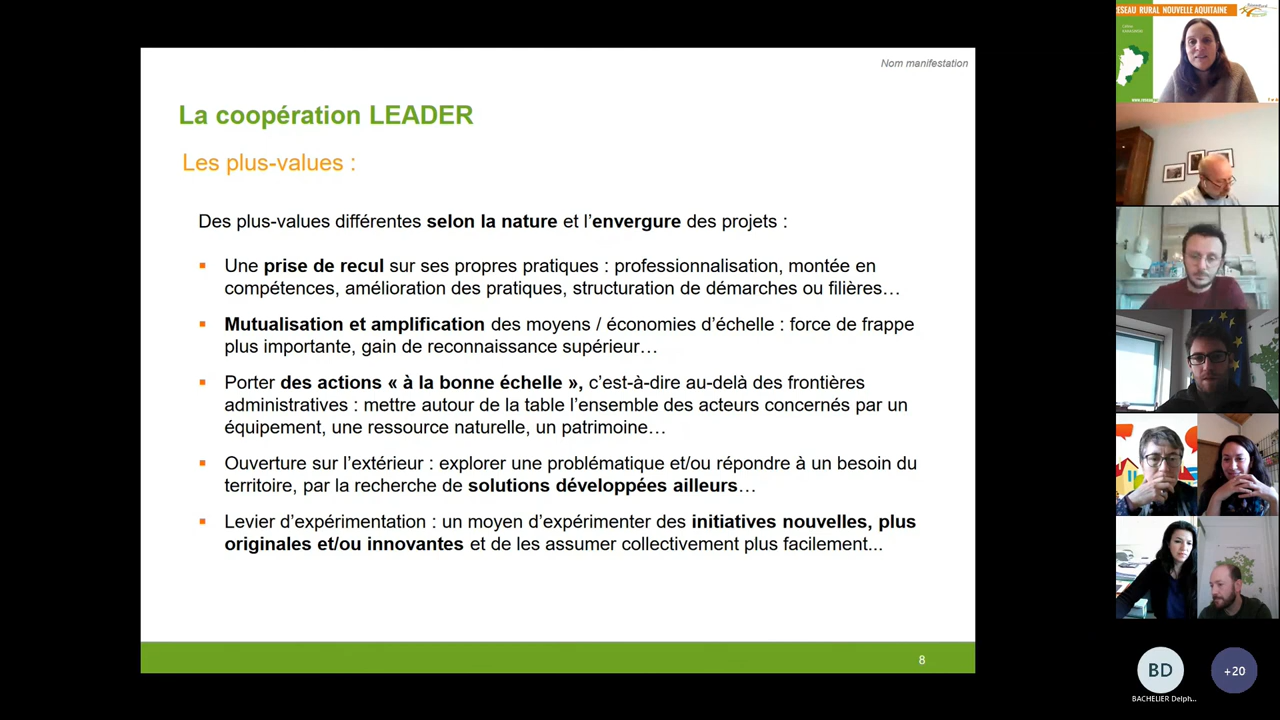 Nom manifestation
La coopération LEADER
Les plus-values :
Des plus-values différentes selon la nature et l’envergure des projets :
Une prise de recul sur ses propres pratiques : professionnalisation, montée en
compétences, amélioration des pratiques, structuration de démarches ou filières…
Mutualisation et amplification des moyens / économies d’échelle : force de frappe
plus importante, gain de reconnaissance supérieur…
Porter des actions « à la bonne échelle », c’est-à-dire au-delà des frontières
administratives : mettre autour de la table l’ensemble des acteurs concernés par un
équipement, une ressource naturelle, un patrimoine…
Ouverture sur l’extérieur : explorer une problématique et/ou répondre à un besoin du
territoire, par la recherche de solutions développées ailleurs…
Levier d’expérimentation : un moyen d’expérimenter des initiatives nouvelles, plus
originales et/ou innovantes et de les assumer collectivement plus facilement...
8
RESEAU RURAL NOUVELLE AQUITAINE
BD
+20
BACHELIER Delph...